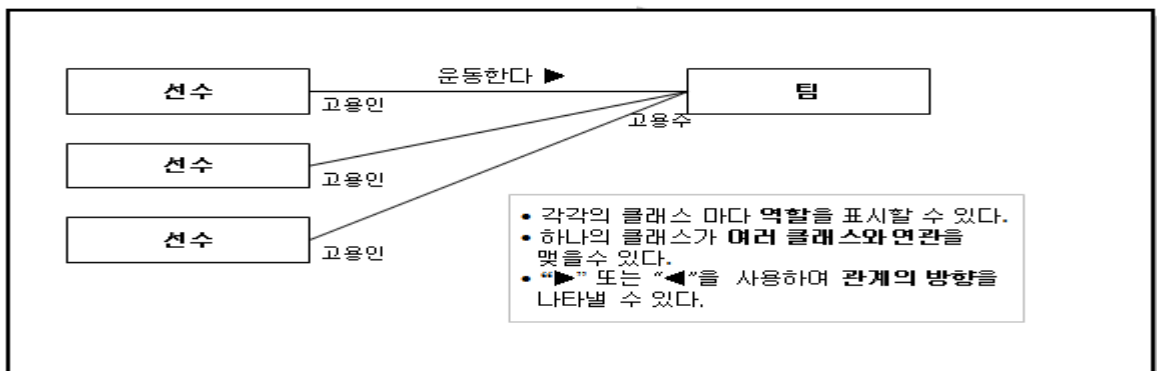 운동한다 ▶
선수
팀
고용인
고용주
선수
고용인
선수
고용인
• 각각의 클래스 마다 역할을 표시할 수 있다.
• 하나의 클래스가 여러 클래스와 연관을
맺을수 있다.
• “▶” 또는 “◀”을 사용하여 관계의 방향을
나타낼 수 있다.